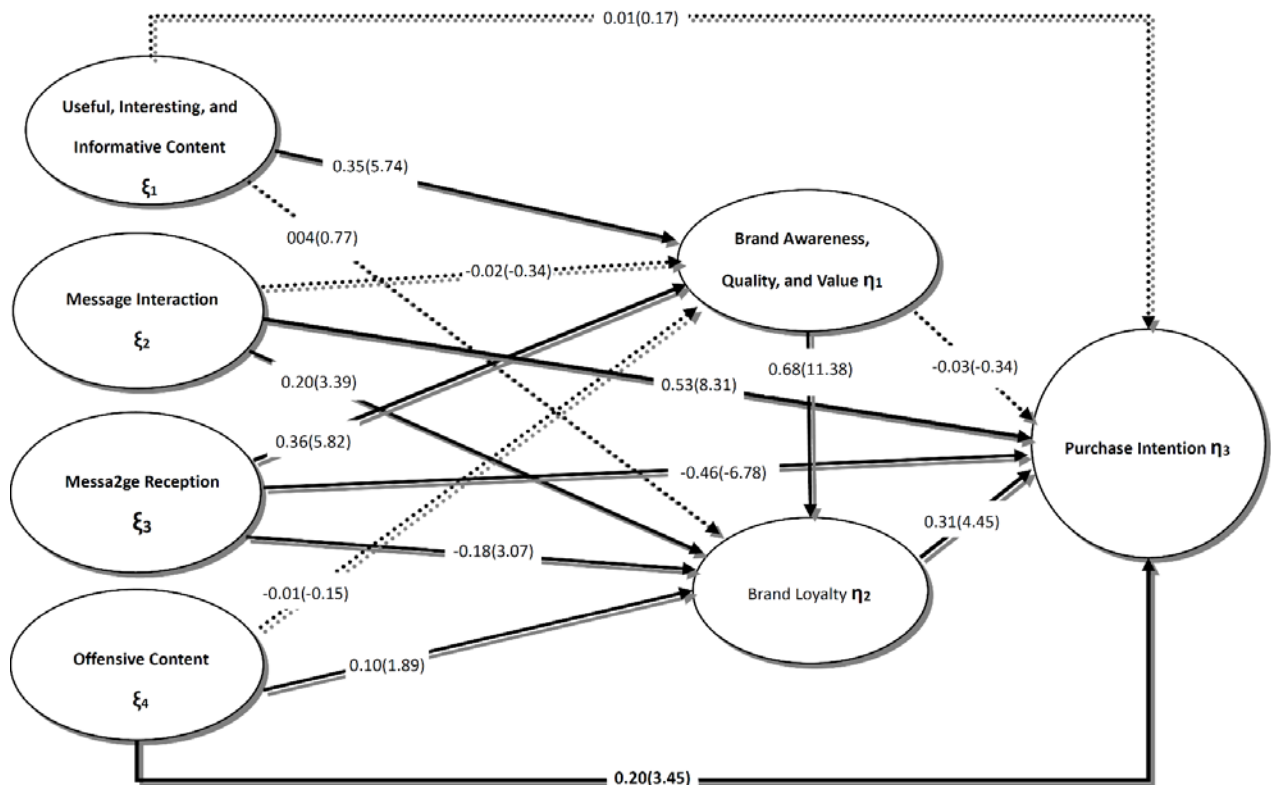 0.01(0.17)
Useful, Interesting, and
Informative Content
ξ1
0.35(5.74)
004(0.77)
Brand Awareness,
Quality, and Value η1
-0.02(-0.34)
Message Interaction
ξ2
0.20(3.39)
0.53(8.31)
0.68(11.38)
-0.03(-0.34)
0.36(5.82)
Messa2ge Reception
ξ3
-0.46(-6.78)
Purchase Intention η3
0.31(4.45)
-0.18(3.07)
-0.01(-0.15)
Brand Loyalty η2
Offensive Content
ξ4
0.10(1.89)
0.20(3.45)